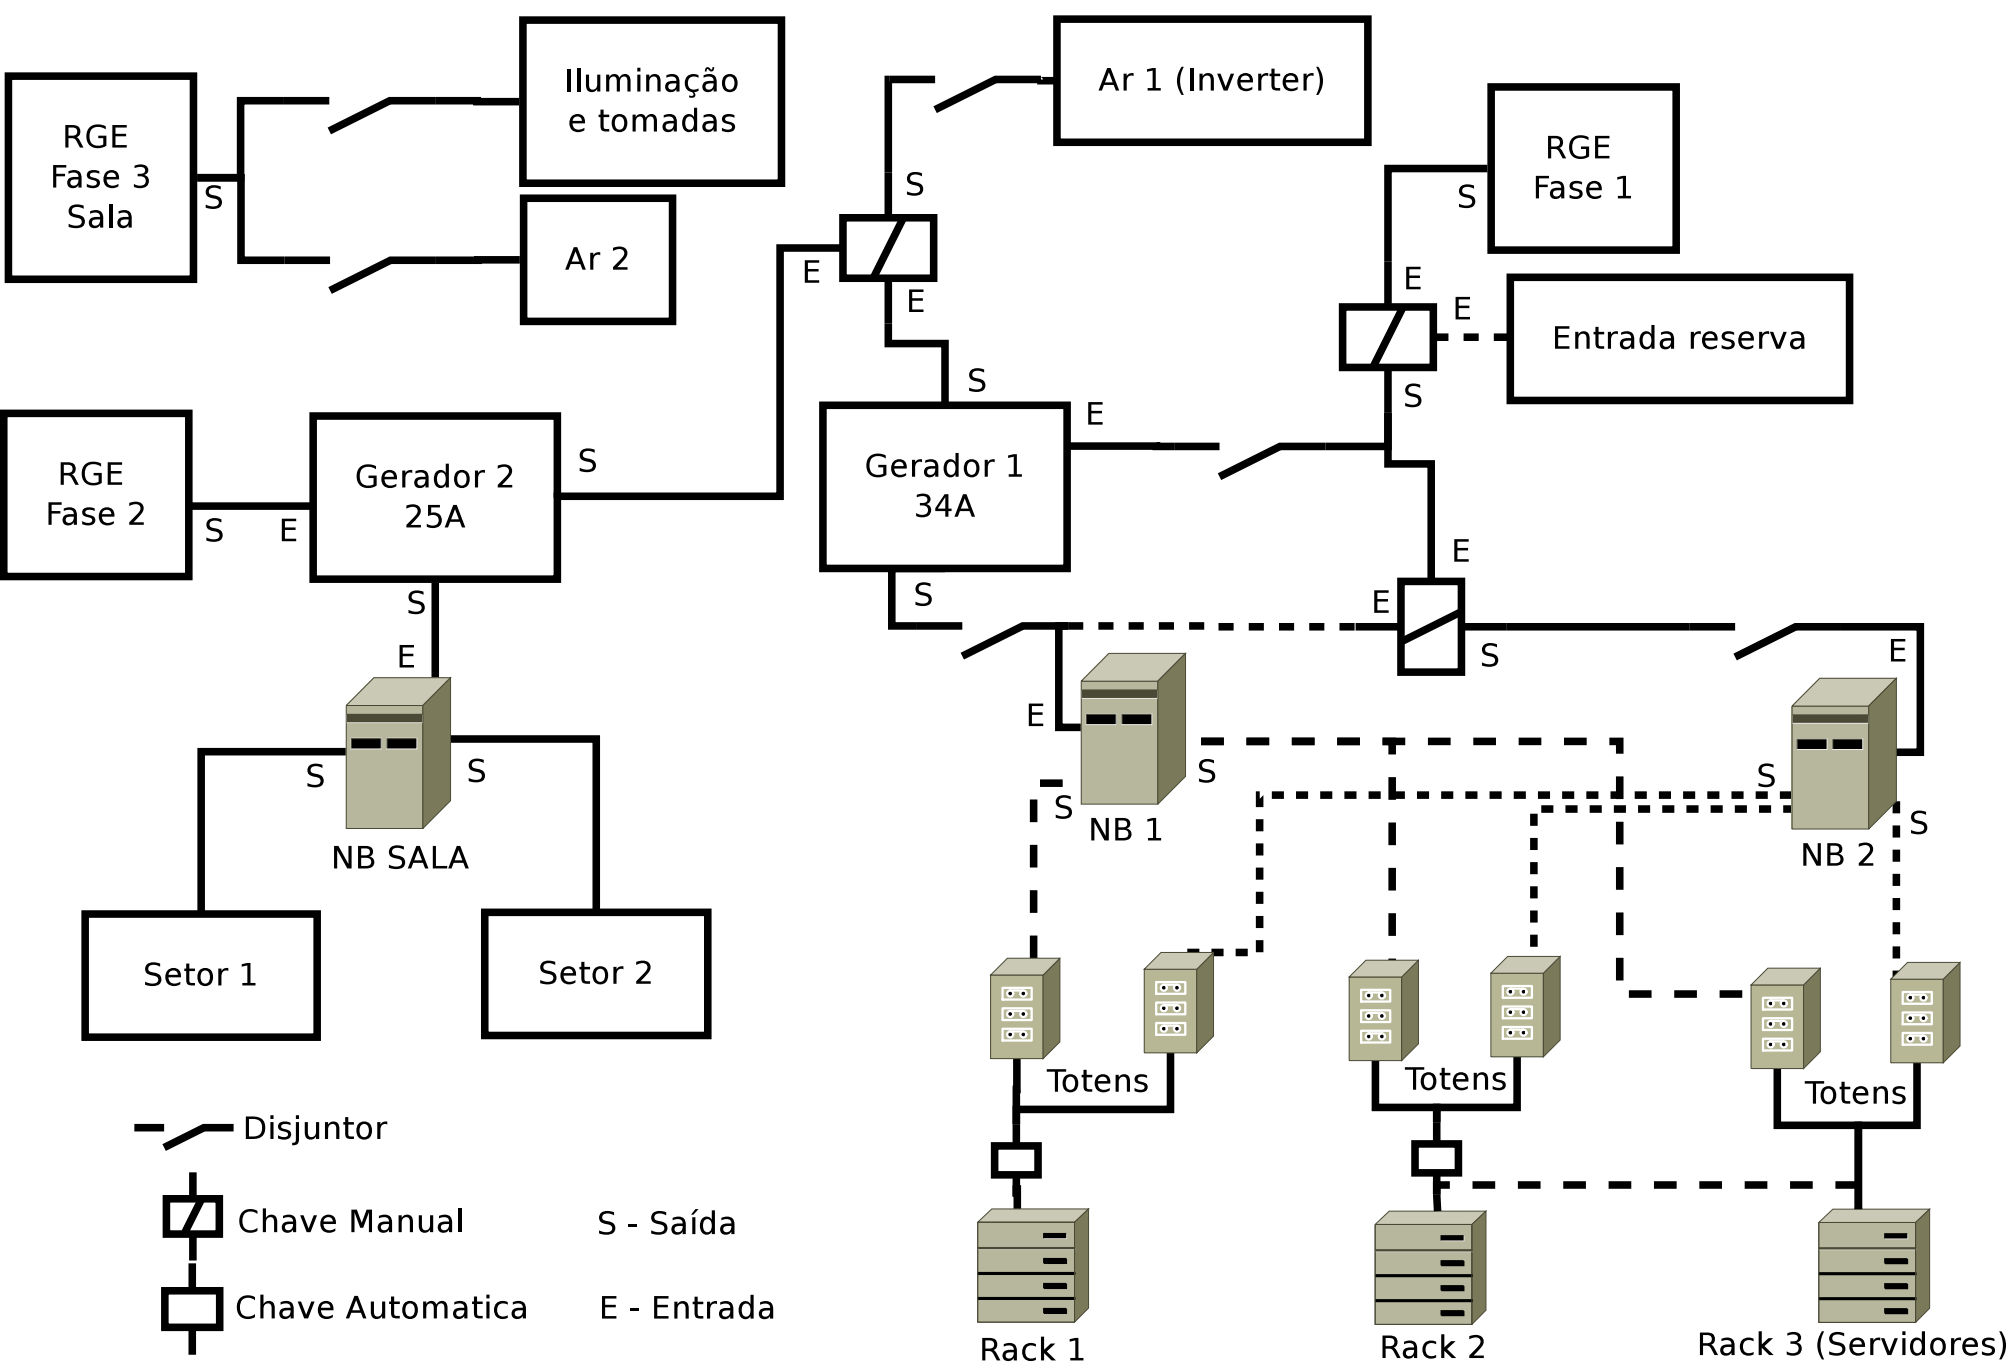 Iluminação
e tomadas
Ar 1 (Inverter)
RGE
Fase 3
Sala
S
RGE
Fase 1
S
S
Ar 2
E
E
E
E
Entrada reserva
S
S
E
RGE
Fase 2
S
E
Gerador 2
25A
S
Gerador 1
34A
E
S
S
E
E
S
E
E
S
S
NB SALA
S
S
NB 1
S
S
NB 2
Setor 1
Setor 2
Totens
Totens
Totens
Disjuntor
Chave Manual
S - Saída
Chave Automatica
E - Entrada
Rack 1
Rack 2
Rack 3 (Servidores)